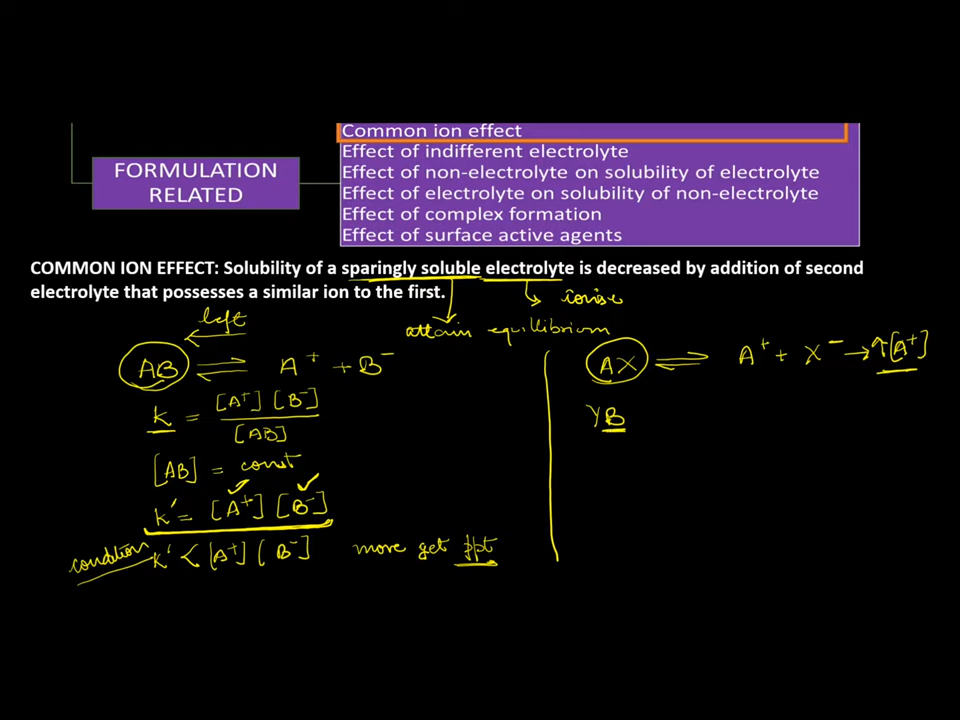 Common ion effect
Effect of indifferent electrolyte
FORMULATION RELATED
Effect of non-electrolyte on solubility of electrolyte
Effect of electrolyte on solubility of non-electrolyte
Effect of complex formation
Effect of surface active agents
COMMON ION EFFECT: Solubility of a sparingly soluble electrolyte is decreased by addition of second
electrolyte that possesses a similar ion to the first.
ionise
left
attain equilibrium
AB ⇌ A⁺ + B⁻
K = [A⁺] [B⁻] / [AB]
[AB] = const
K' = [A⁺] [B⁻]
condition K' < [A⁺] [B⁻] more get ppt
AX ⇌ A⁺ + X⁻ → ↑[A⁺]
YB